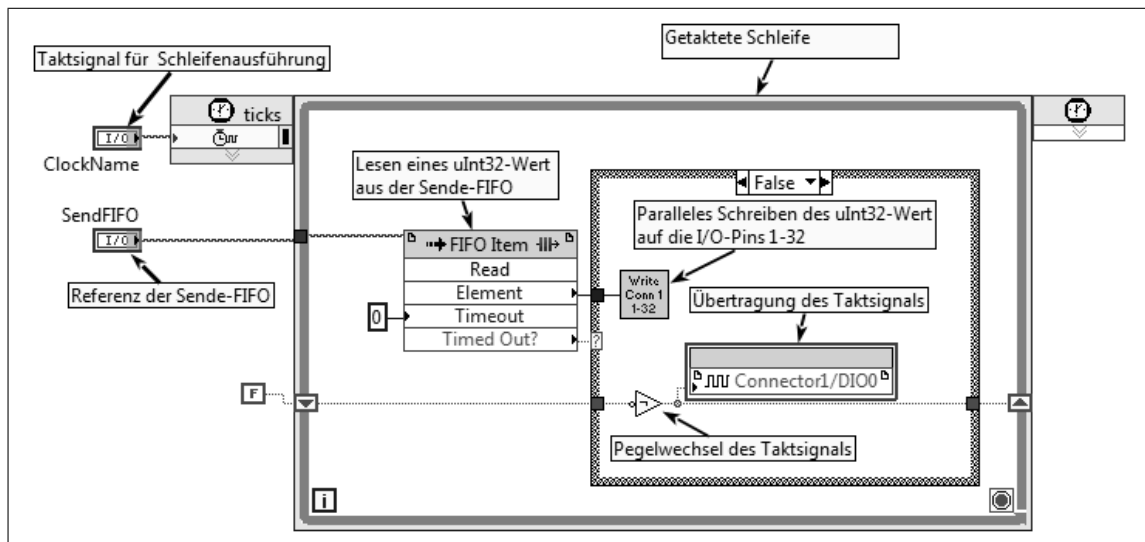 Getaktete Schleife
Taktsignal für Schleifenausführung
ticks
I/O
ClockName
Lesen eines uInt32-Wert
aus der Sende-FIFO
False
SendFIFO
I/O
Paralleles Schreiben des uInt32-Wert
auf die I/O-Pins 1-32
FIFO Item
Read
Element
Timeout
Timed Out?
0
?
Write
Conn 1
1-32
Referenz der Sende-FIFO
Übertragung des Taktsignals
Connector1/DIO0
F
Pegelwechsel des Taktsignals
i